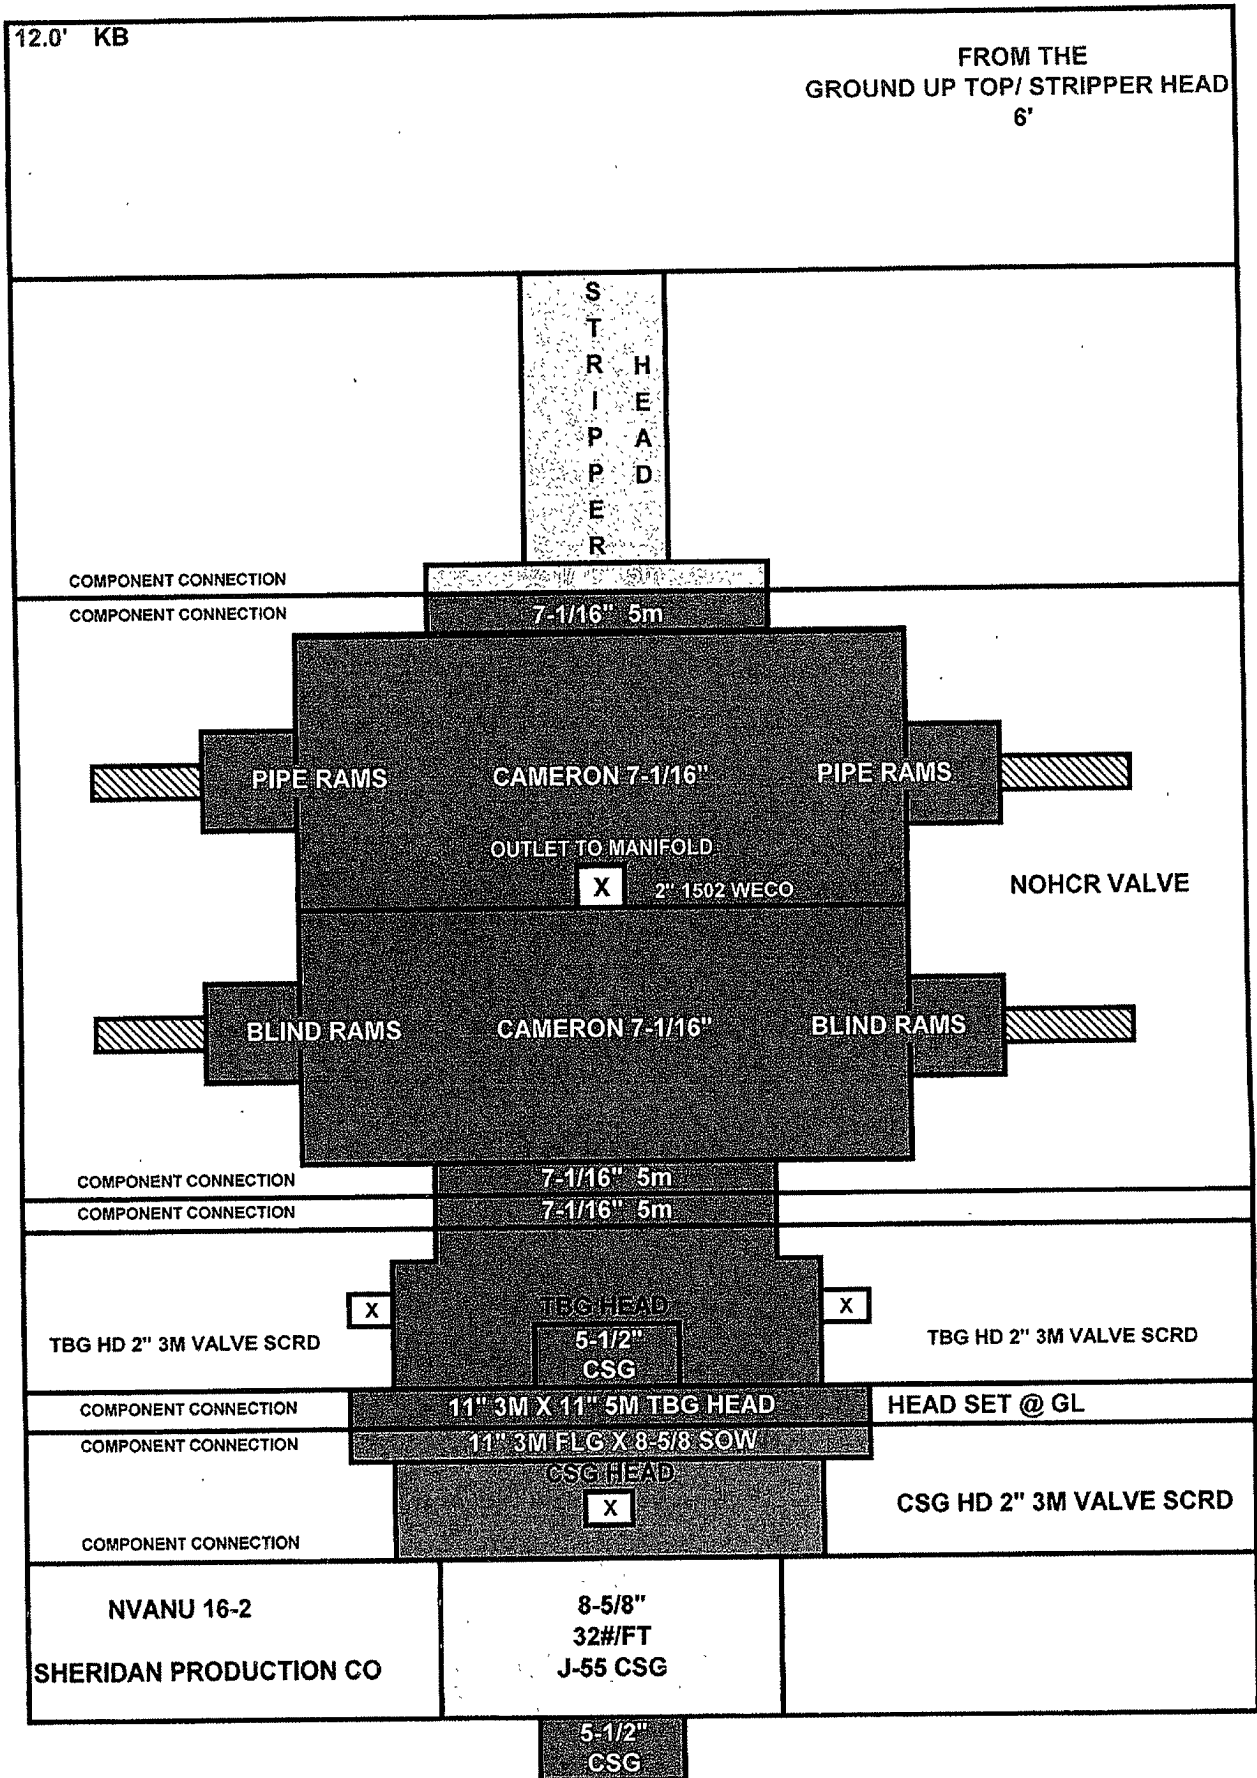 12.0' KB
FROM THE
GROUND UP TOP/ STRIPPER HEAD
6'
STRIPPER
HEAD
COMPONENT CONNECTION
COMPONENT CONNECTION
7-1/16" 5m
PIPE RAMS
CAMERON 7-1/16"
PIPE RAMS
OUTLET TO MANIFOLD
X
2" 1502 WECO
NOHCR VALVE
BLIND RAMS
CAMERON 7-1/16"
BLIND RAMS
COMPONENT CONNECTION
7-1/16" 5m
COMPONENT CONNECTION
7-1/16" 5m
X
TBG HEAD
X
TBG HD 2" 3M VALVE SCRD
5-1/2"
CSG
TBG HD 2" 3M VALVE SCRD
COMPONENT CONNECTION
11" 3M X 11" 5M TBG HEAD
HEAD SET @ GL
COMPONENT CONNECTION
11" 3M FLG X 8-5/8 SOW
CSG HEAD
X
CSG HD 2" 3M VALVE SCRD
COMPONENT CONNECTION
NVANU 16-2
SHERIDAN PRODUCTION CO
8-5/8"
32#/FT
J-55 CSG
5-1/2"
CSG